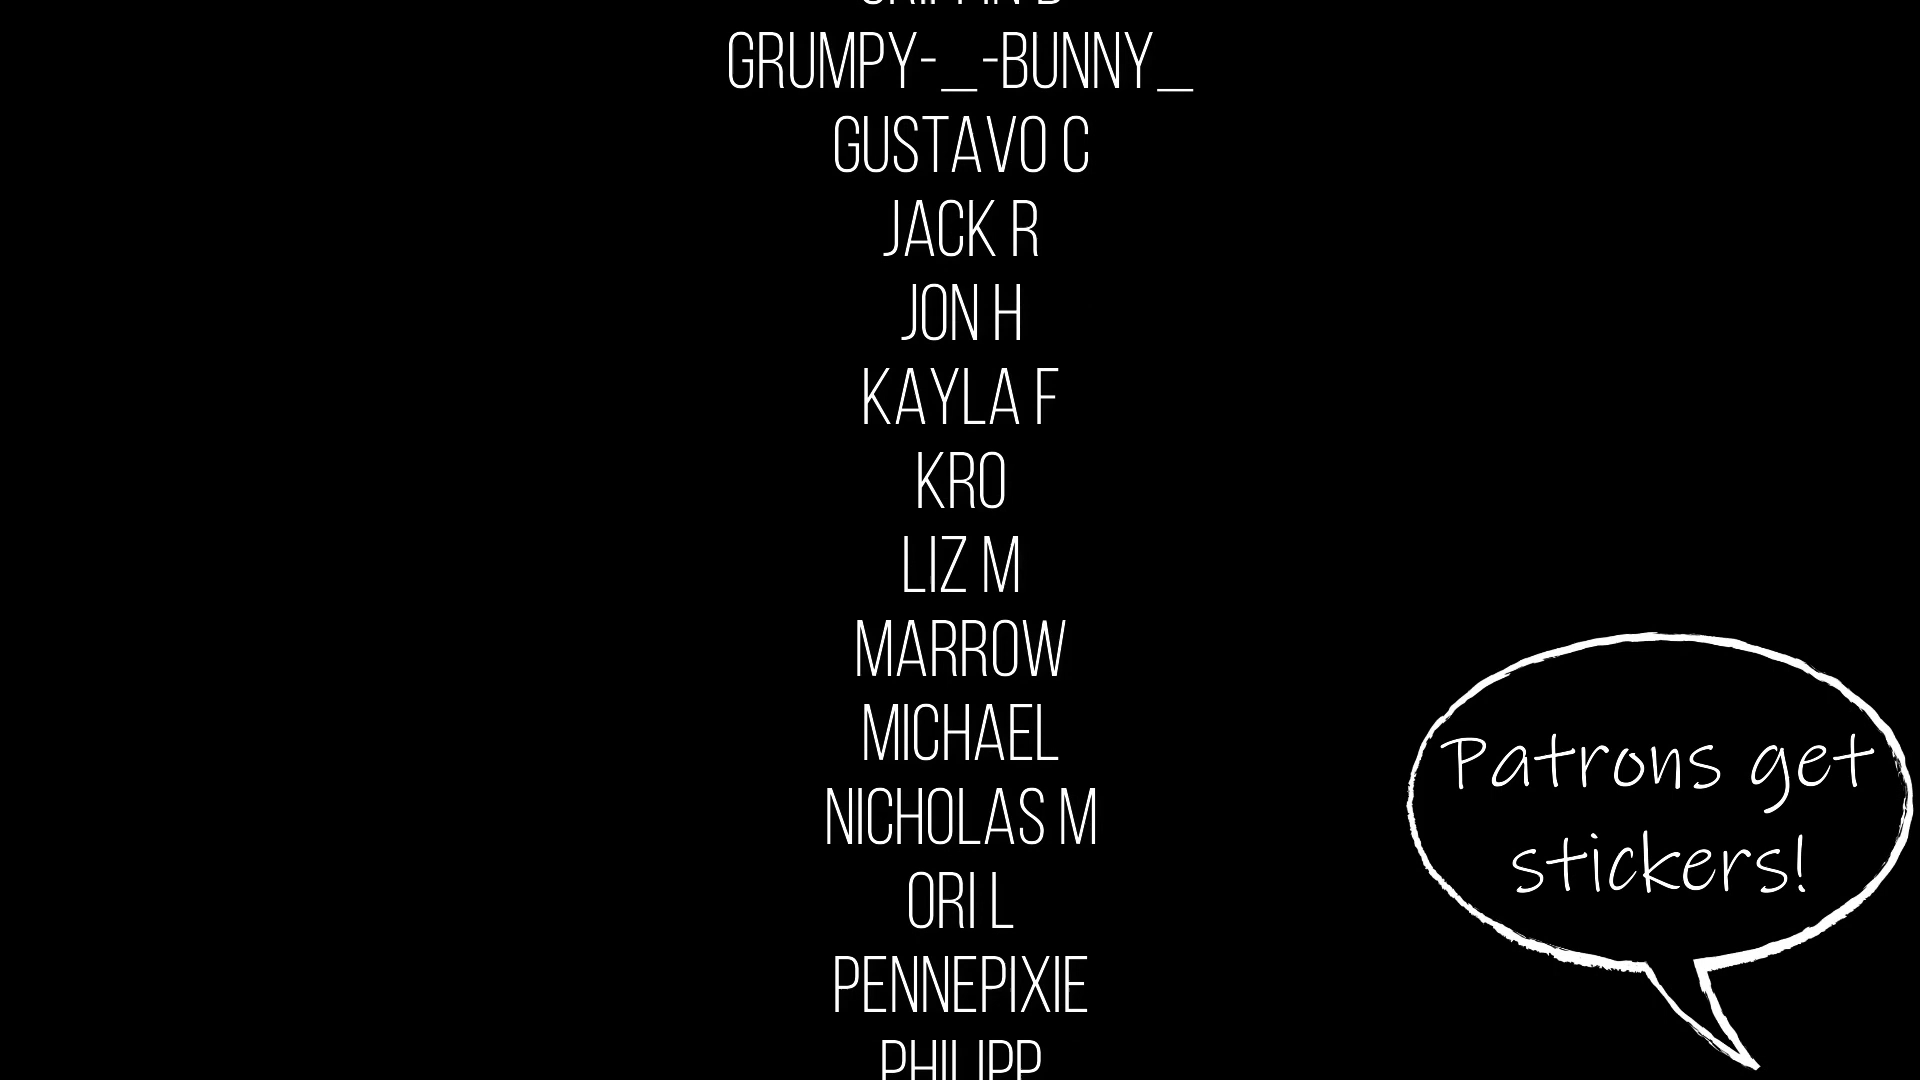 GRUMPY-_-BUNNY_
GUSTAVO C
JACK R
JON H
KAYLA F
KRO
LIZ M
MARROW
MICHAEL
NICHOLAS M
ORI L
PENNEPIXIE
PHILIPP
Patrons get
stickers!